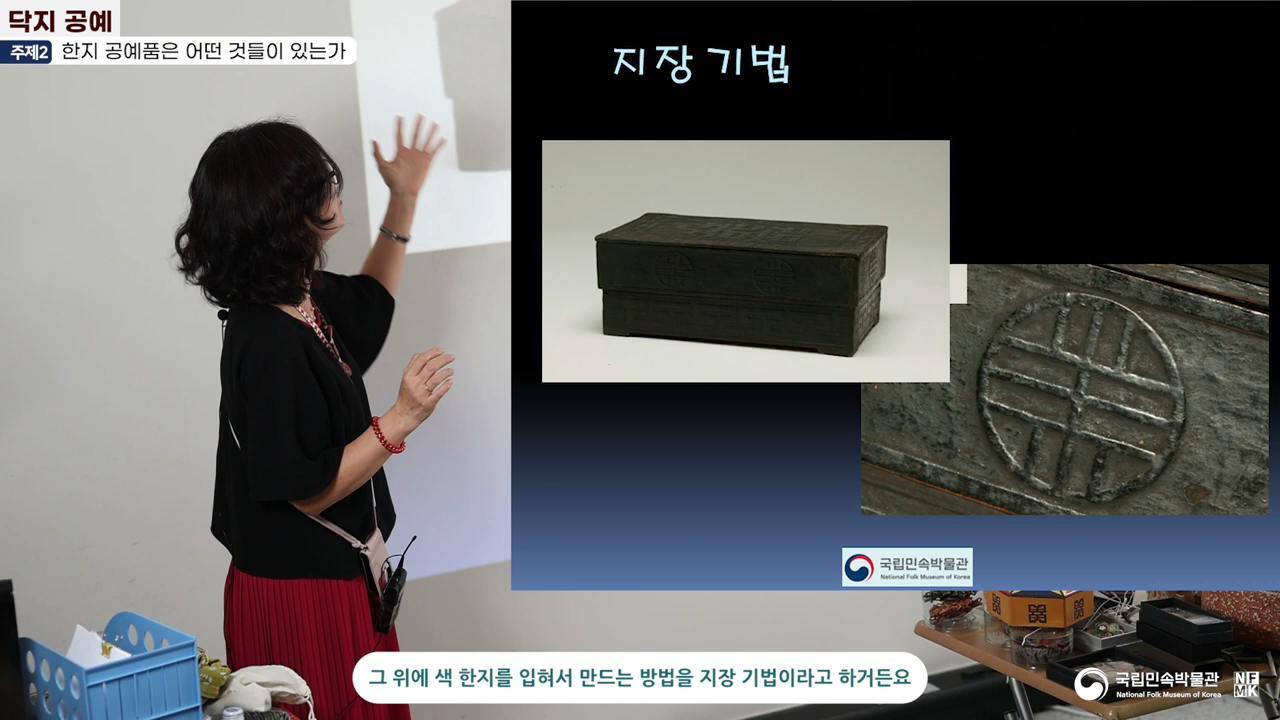 닥지 공예
주제2 한지 공예품은 어떤 것들이 있는가
지장 기법
국립민속박물관
National Folk Museum of Korea
그 위에 색 한지를 입혀서 만드는 방법을 지장 기법이라고 하거든요
국립민속박물관
National Folk Museum of Korea
NF
MK